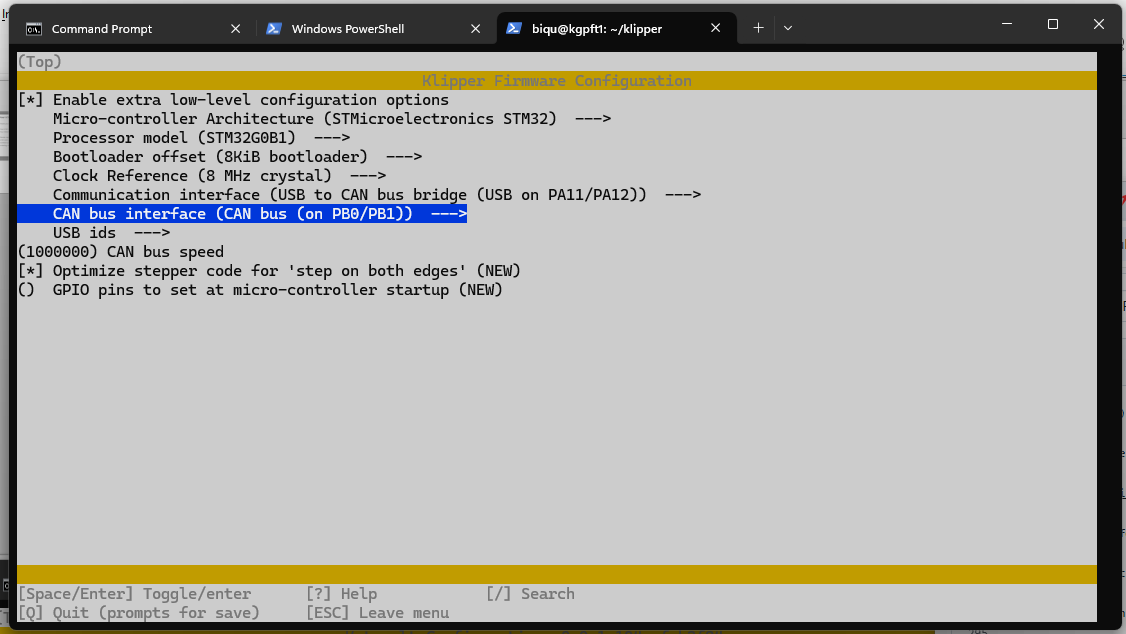 Command Prompt
Windows PowerShell
biqu@kgpft1: ~/klipper
(Top)
Klipper Firmware Configuration
[*] Enable extra low-level configuration options
Micro-controller Architecture (STMicroelectronics STM32)  --->
Processor model (STM32G0B1)  --->
Bootloader offset (8KiB bootloader)  --->
Clock Reference (8 MHz crystal)  --->
Communication interface (USB to CAN bus bridge (USB on PA11/PA12))  --->
CAN bus interface (CAN bus (on PB0/PB1))  --->
USB ids  --->
(1000000) CAN bus speed
[*] Optimize stepper code for 'step on both edges' (NEW)
()  GPIO pins to set at micro-controller startup (NEW)
[Space/Enter] Toggle/enter      [?] Help            [/] Search
[Q] Quit (prompts for save)     [ESC] Leave menu